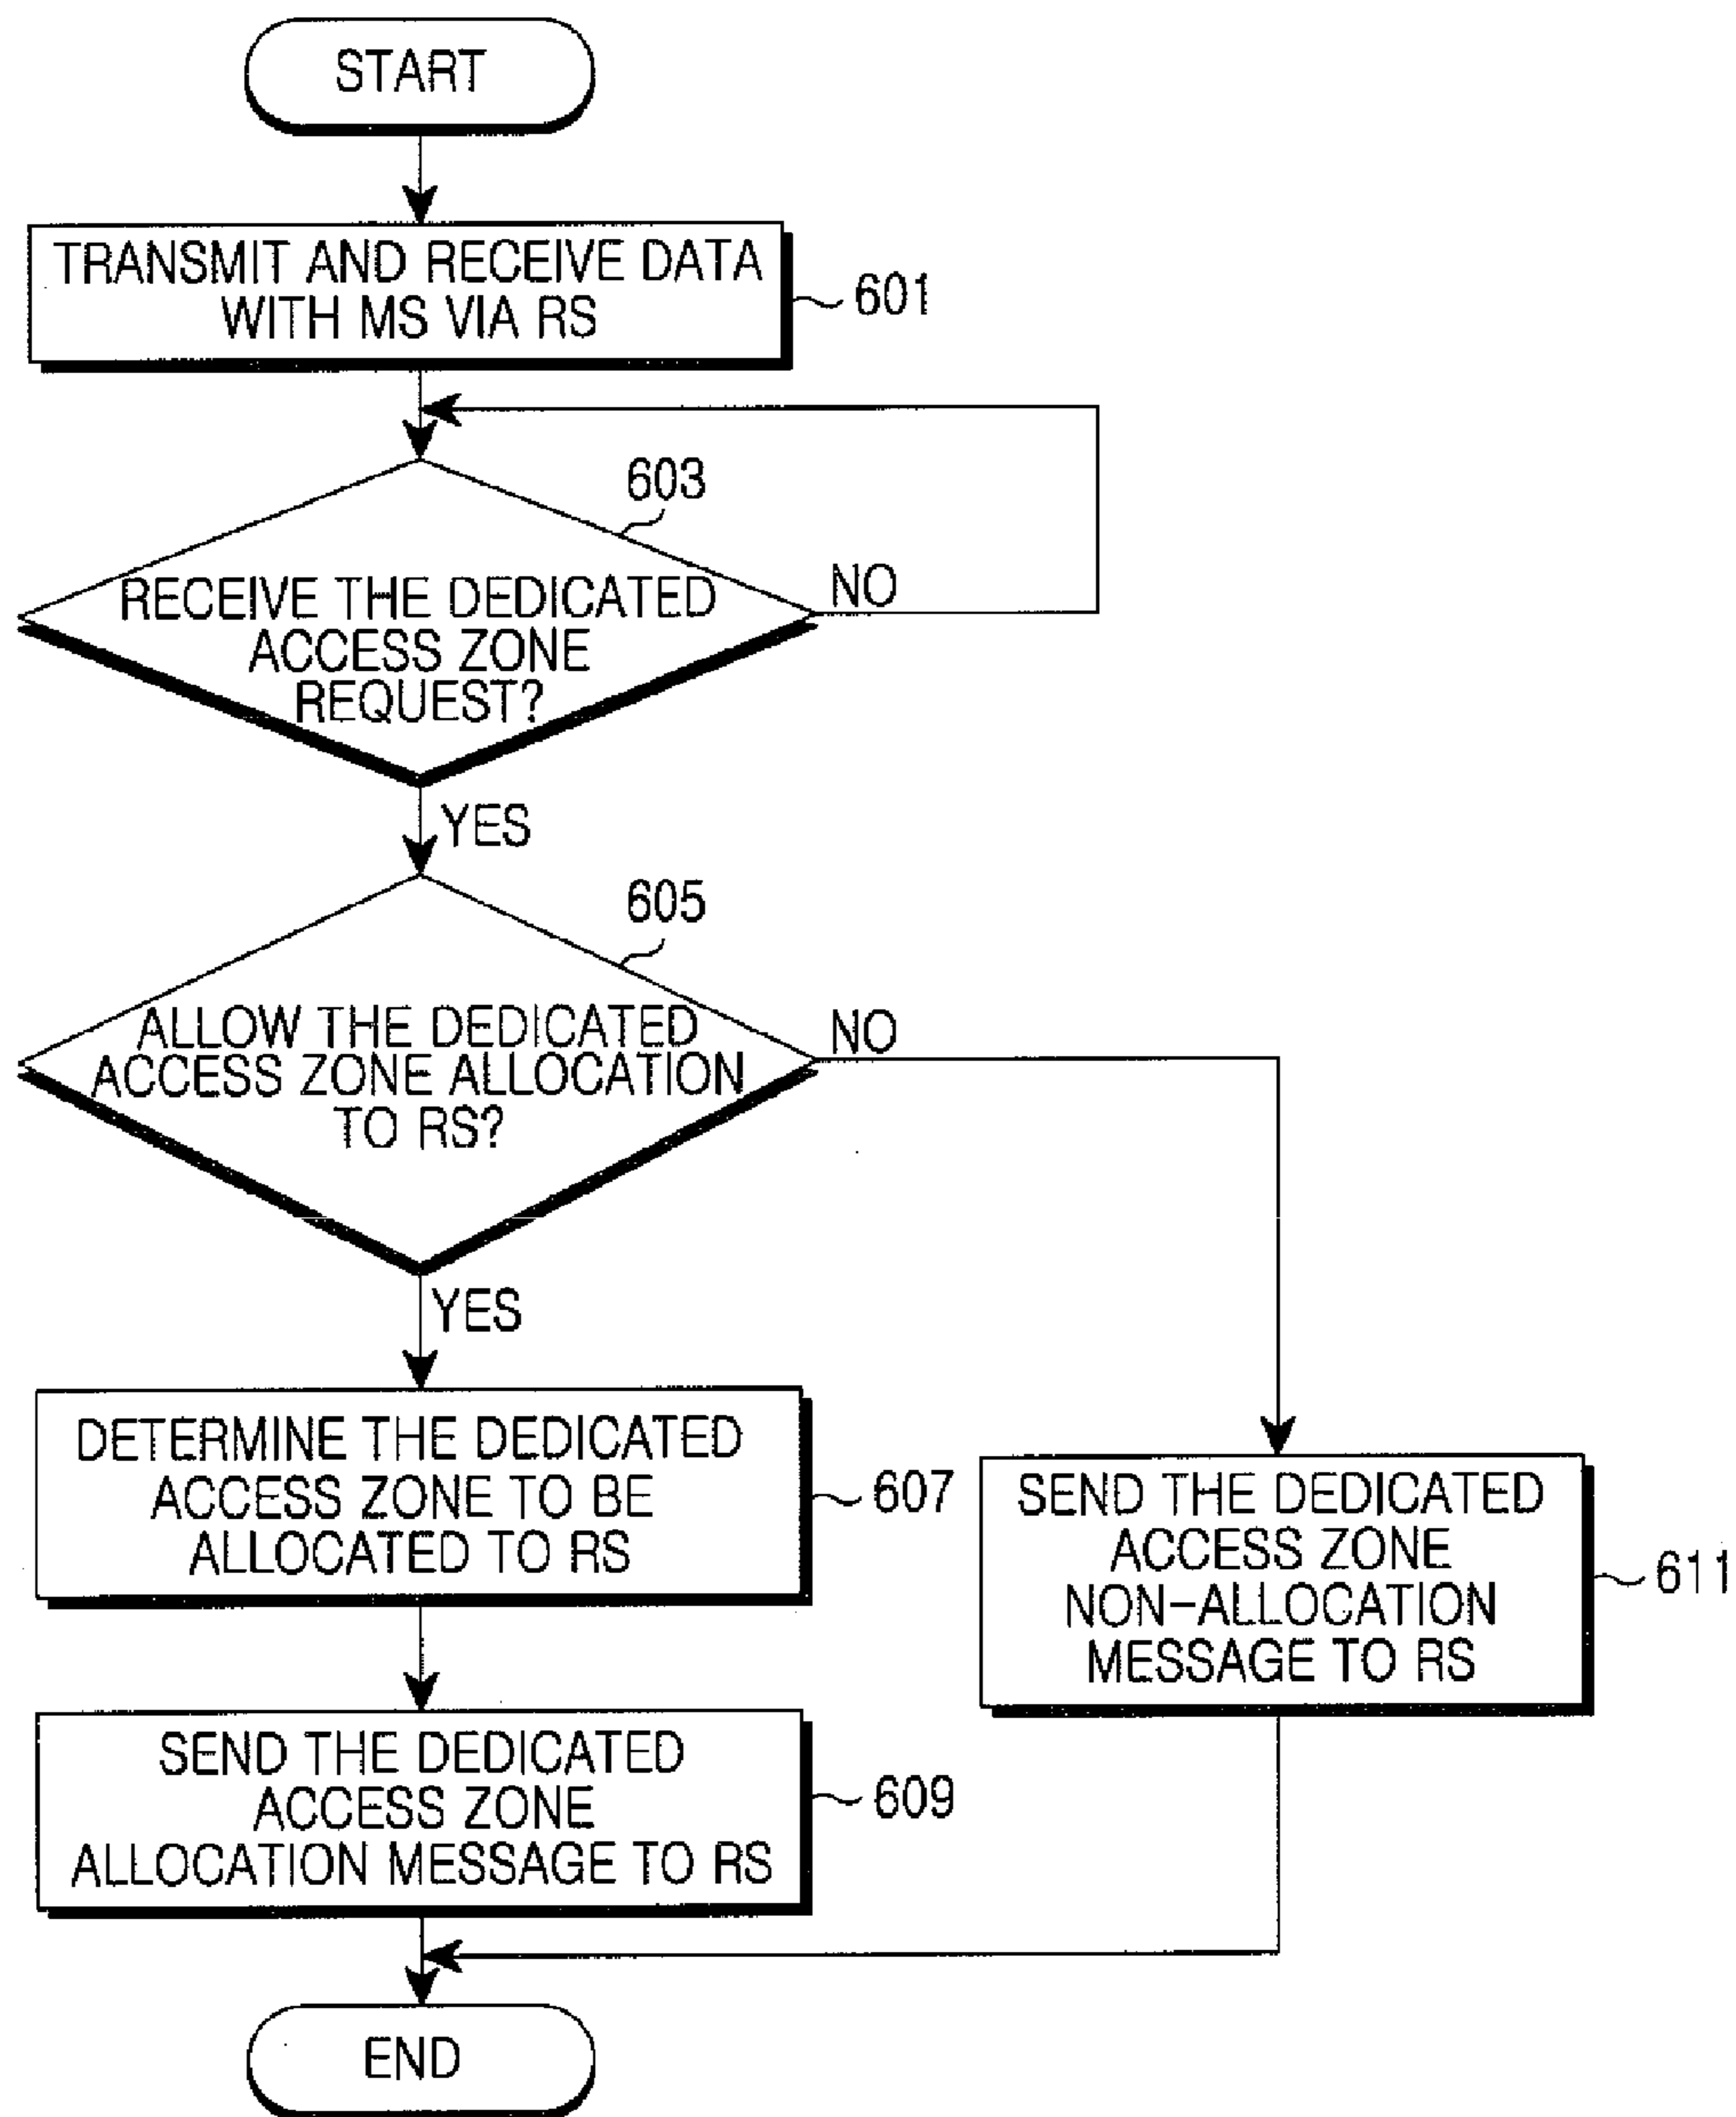 START
TRANSMIT AND RECEIVE DATA
WITH MS VIA RS
601
603
RECEIVE THE DEDICATED
ACCESS ZONE
REQUEST?
NO
YES
605
ALLOW THE DEDICATED
ACCESS ZONE ALLOCATION
TO RS?
NO
YES
DETERMINE THE DEDICATED
ACCESS ZONE TO BE
ALLOCATED TO RS
607
SEND THE DEDICATED
ACCESS ZONE
NON-ALLOCATION
MESSAGE TO RS
611
SEND THE DEDICATED
ACCESS ZONE
ALLOCATION MESSAGE TO RS
609
END